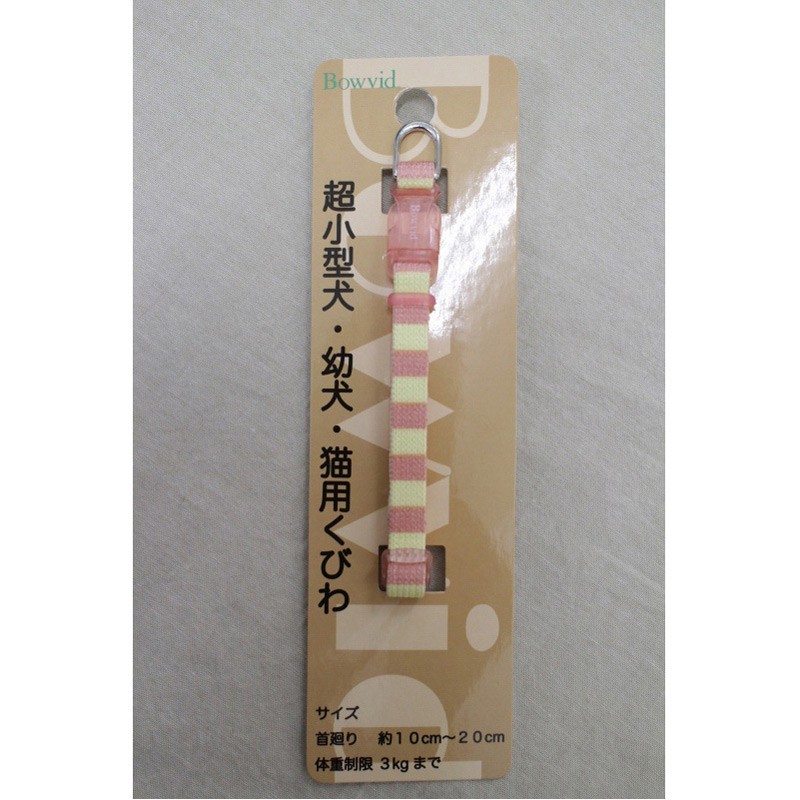 Bowvid
Bowvid
Bowvid
超小型犬・幼犬・猫用くびわ
サイズ
首廻り 約10cm～20cm
体重制限 3kgまで